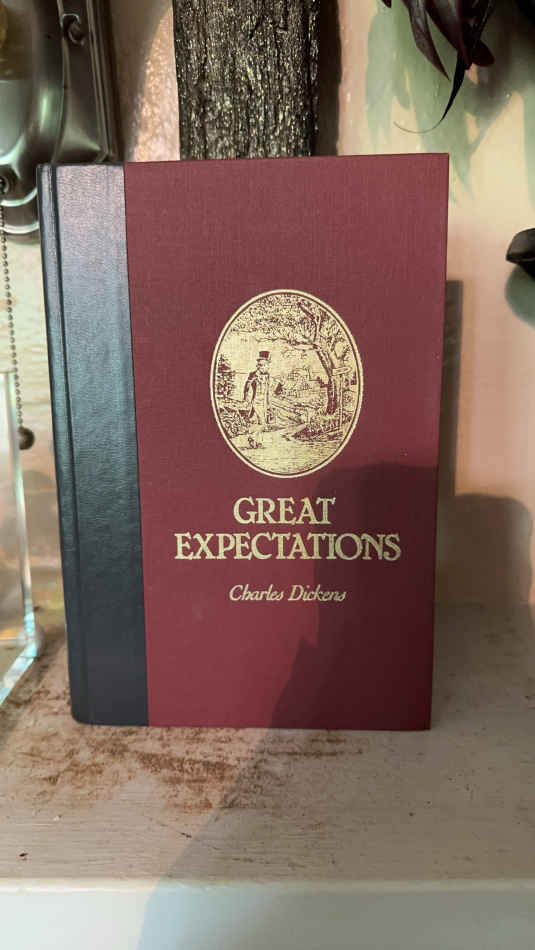 GREAT
EXPECTATIONS
Charles Dickens